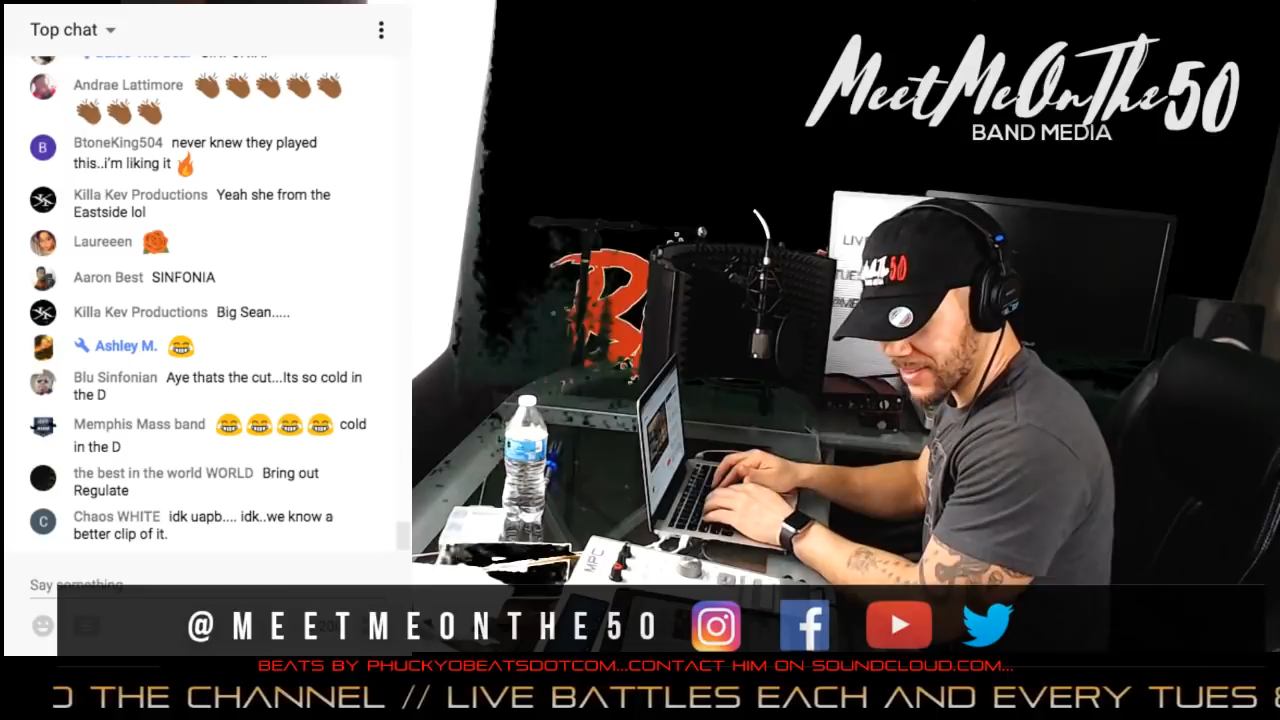 Top chat
Andrae Lattimore
BtoneKing504 never knew they played
this..i'm liking it
Killa Kev Productions Yeah she from the
Eastside lol
Laureeen
Aaron Best SINFONIA
Killa Kev Productions Big Sean.....
Ashley M.
Blu Sinfonian Aye thats the cut...Its so cold in
the D
Memphis Mass band cold
in the D
the best in the world WORLD Bring out
Regulate
Chaos WHITE idk uapb.... idk..we know a
better clip of it.
Say something
MeetMeOnThe50
BAND MEDIA
LIV
TUES
50
MPC
@MEETMEONTHE50
BEATS BY PHUCKYOBEATSDOTCOM...CONTACT HIM ON SOUNDCLOUD.COM...
O THE CHANNEL // LIVE BATTLES EACH AND EVERY TUES &